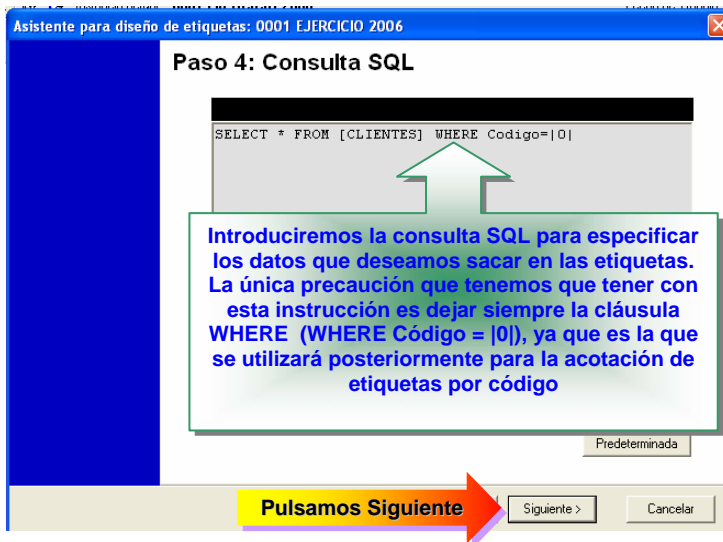 Asistente para diseño de etiquetas: 0001 EJERCICIO 2006
Paso 4: Consulta SQL
SELECT * FROM [CLIENTES] WHERE Codigo=|0|
Introduciremos la consulta SQL para especificar
los datos que deseamos sacar en las etiquetas.
La única precaución que tenemos que tener con
esta instrucción es dejar siempre la cláusula
WHERE (WHERE Código = |0|), ya que es la que
se utilizará posteriormente para la acotación de
etiquetas por código
Predeterminada
Pulsamos Siguiente
Siguiente >
Cancelar